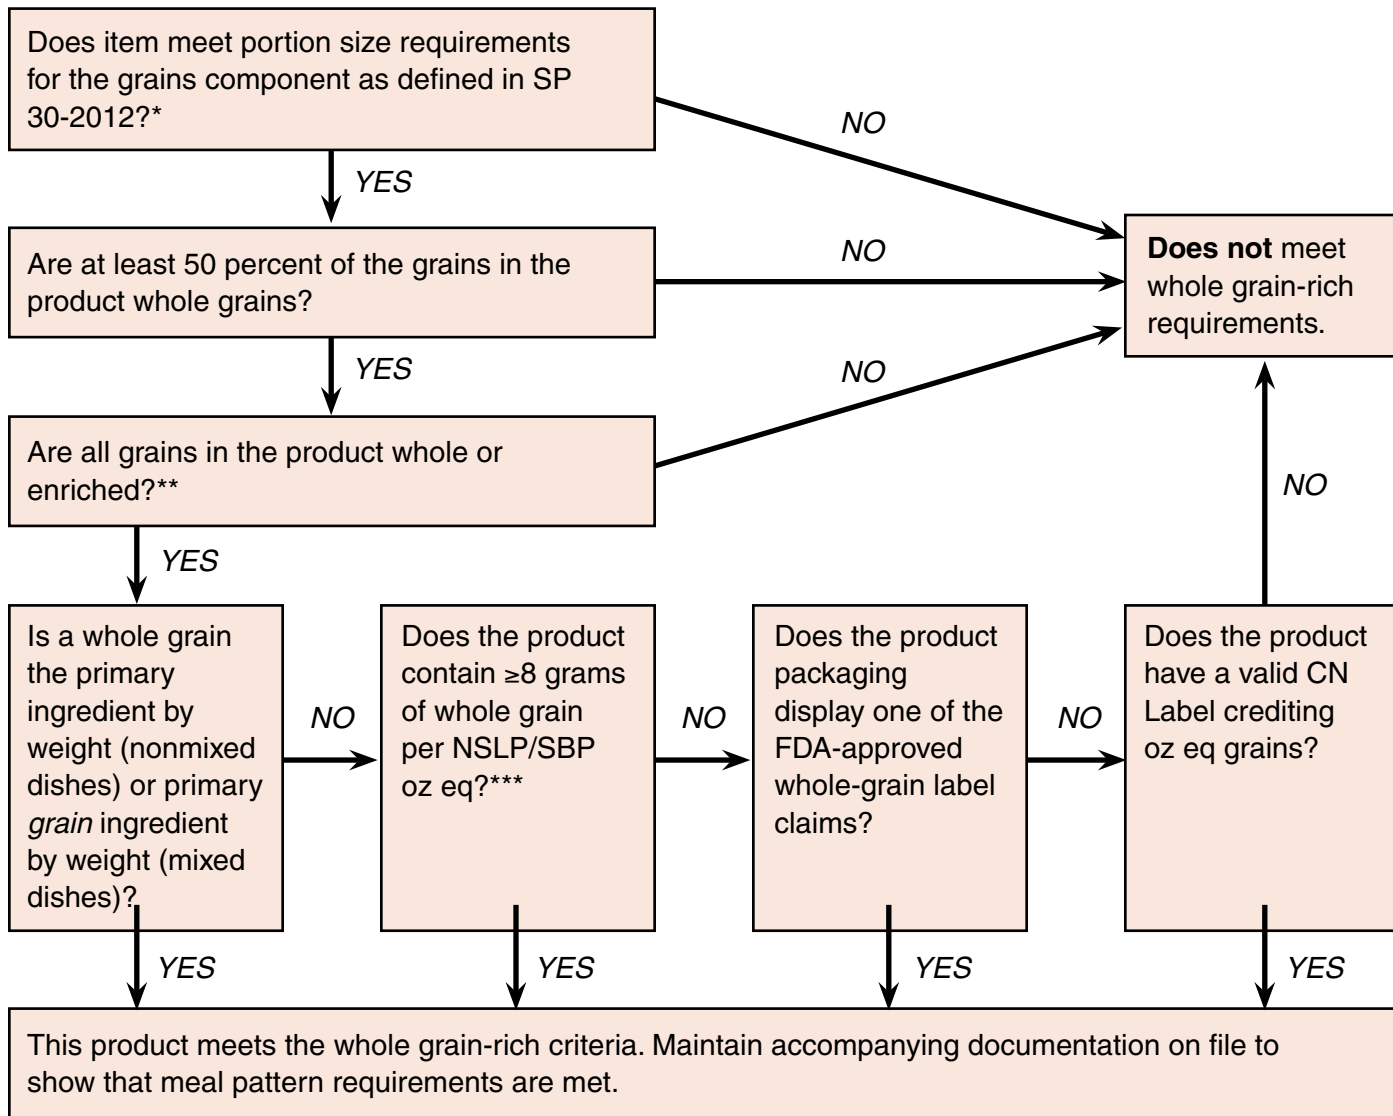 Does item meet portion size requirements
for the grains component as defined in SP
30-2012?*
NO
YES
Are at least 50 percent of the grains in the
product whole grains?
NO
Does not meet
whole grain-rich
requirements.
YES
NO
Are all grains in the product whole or
enriched?**
NO
YES
Is a whole grain
the primary
ingredient by
weight (nonmixed
dishes) or primary
grain ingredient
by weight (mixed
dishes)?
NO
Does the product
contain ≥8 grams
of whole grain
per NSLP/SBP
oz eq?***
NO
Does the product
packaging
display one of the
FDA-approved
whole-grain label
claims?
NO
Does the product
have a valid CN
Label crediting
oz eq grains?
YES
YES
YES
YES
This product meets the whole grain-rich criteria. Maintain accompanying documentation on file to
show that meal pattern requirements are met.